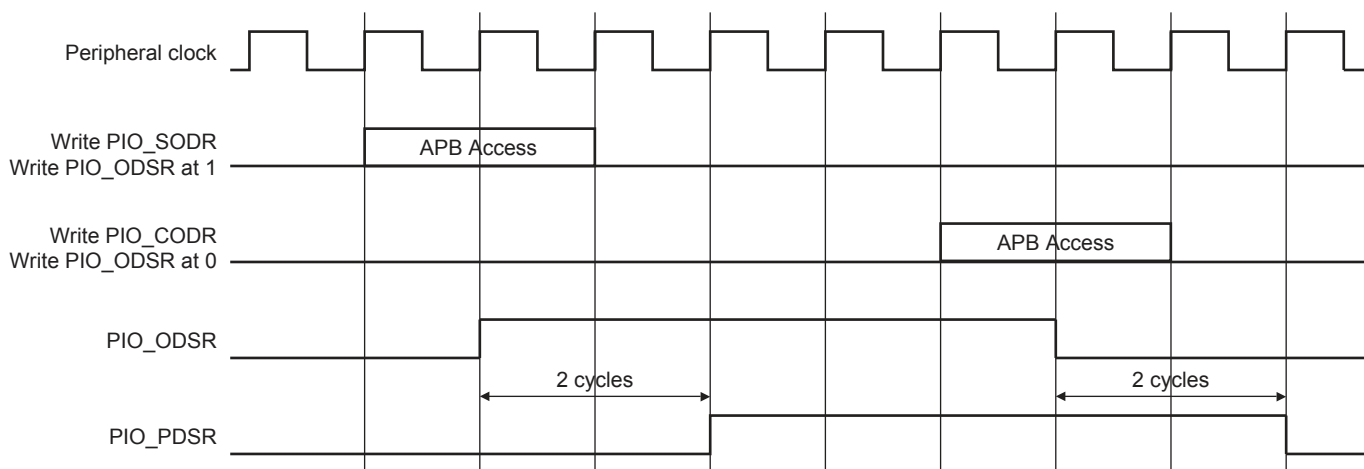 Peripheral clock
Write PIO_SODR
Write PIO_ODSR at 1
APB Access
Write PIO_CODR
Write PIO_ODSR at 0
APB Access
PIO_ODSR
2 cycles
2 cycles
PIO_PDSR